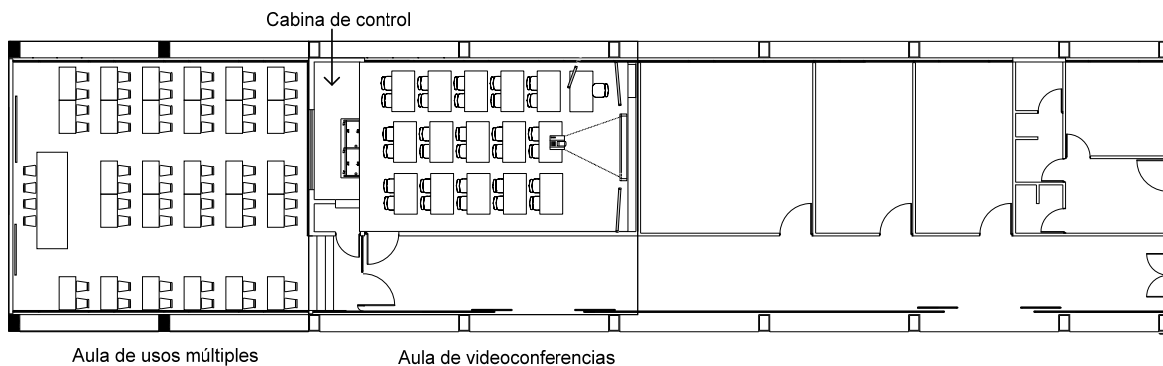 Cabina de control
Aula de usos múltiples
Aula de videoconferencias